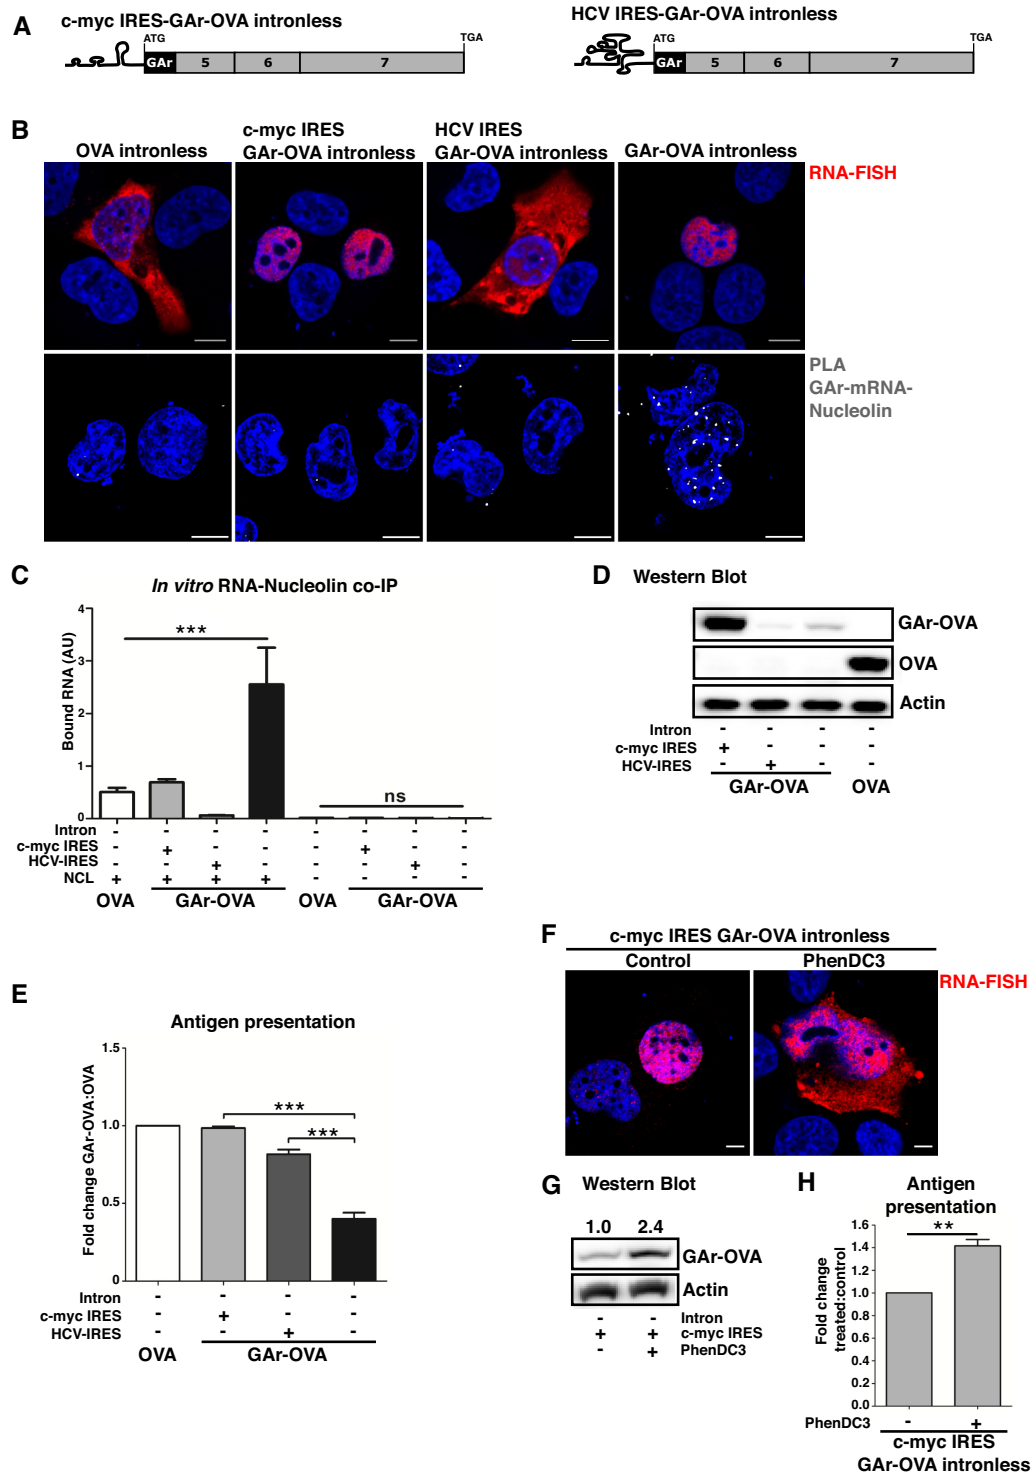 A
c-myc IRES-GAr-OVA intronless
ATG
TGA
GAr 5 6 7
HCV IRES-GAr-OVA intronless
ATG
TGA
GAr 5 6 7
B
OVA intronless
c-myc IRES
GAr-OVA intronless
HCV IRES
GAr-OVA intronless
GAr-OVA intronless
RNA-FISH
PLA
GAr-mRNA-
Nucleolin
C
In vitro RNA-Nucleolin co-IP
Bound RNA (AU)
4
3
2
1
0
***
ns
Intron - - - - - - - -
c-myc IRES - + - - - + - -
HCV-IRES - - + - - - + -
NCL + + + + - - - -
OVA GAr-OVA OVA GAr-OVA
D Western Blot
GAr-OVA
OVA
Actin
Intron - - - -
c-myc IRES + - - -
HCV-IRES - + - -
GAr-OVA OVA
E
Antigen presentation
Fold change GAr-OVA:OVA
1.5
1.0
0.5
0
***
***
Intron - - - -
c-myc IRES - + - -
HCV-IRES - - + -
OVA GAr-OVA
F
c-myc IRES GAr-OVA intronless
Control PhenDC3
RNA-FISH
G Western Blot
1.0 2.4
GAr-OVA
Actin
Intron - -
c-myc IRES + +
PhenDC3 - +
H
Antigen
presentation
Fold change
treated:control
1.6
1.4
1.2
1.0
0.8
0.6
0.4
0.2
0.0
**
PhenDC3 - +
c-myc IRES
GAr-OVA intronless